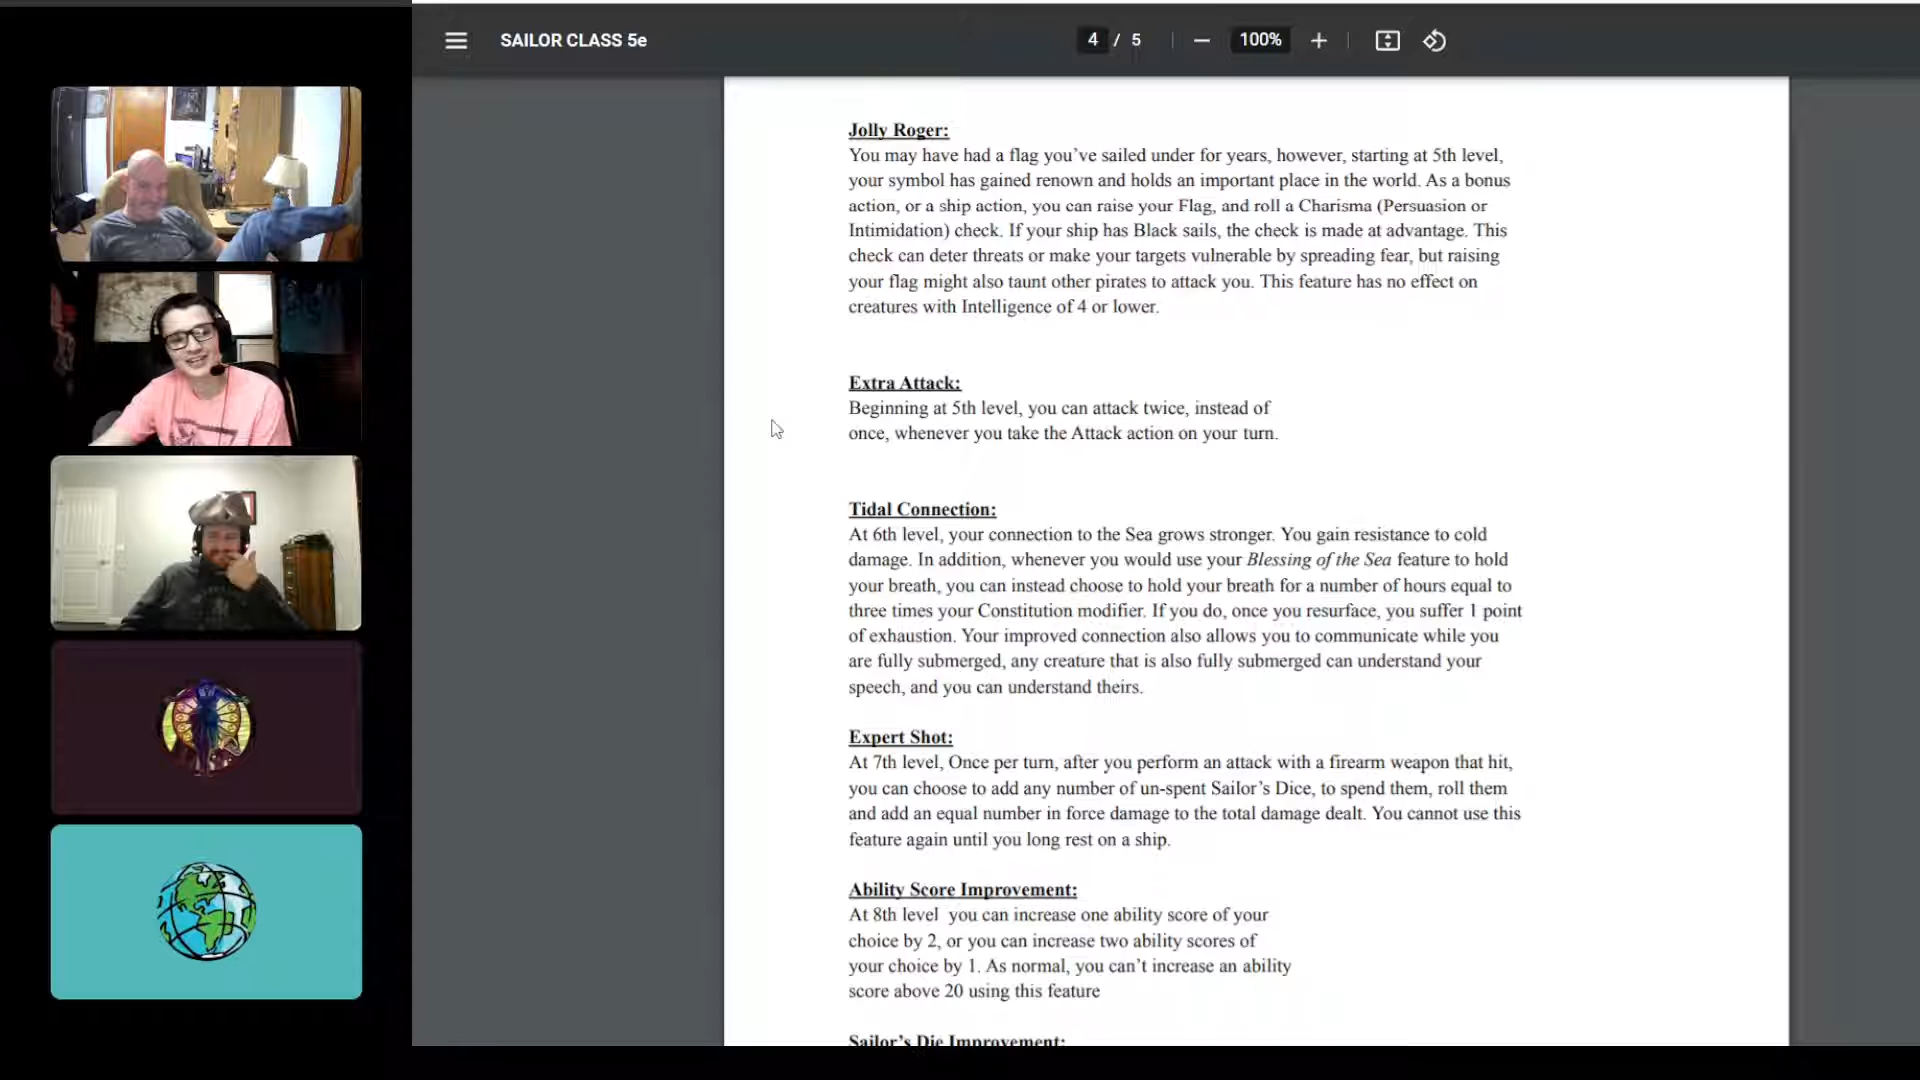 SAILOR CLASS 5e
4 / 5
100%
Jolly Roger:
You may have had a flag you’ve sailed under for years, however, starting at 5th level,
your symbol has gained renown and holds an important place in the world. As a bonus
action, or a ship action, you can raise your Flag, and roll a Charisma (Persuasion or
Intimidation) check. If your ship has Black sails, the check is made at advantage. This
check can deter threats or make your targets vulnerable by spreading fear, but raising
your flag might also taunt other pirates to attack you. This feature has no effect on
creatures with Intelligence of 4 or lower.
Extra Attack:
Beginning at 5th level, you can attack twice, instead of
once, whenever you take the Attack action on your turn.
Tidal Connection:
At 6th level, your connection to the Sea grows stronger. You gain resistance to cold
damage. In addition, whenever you would use your Blessing of the Sea feature to hold
your breath, you can instead choose to hold your breath for a number of hours equal to
three times your Constitution modifier. If you do, once you resurface, you suffer 1 point
of exhaustion. Your improved connection also allows you to communicate while you
are fully submerged, any creature that is also fully submerged can understand your
speech, and you can understand theirs.
Expert Shot:
At 7th level, Once per turn, after you perform an attack with a firearm weapon that hit,
you can choose to add any number of un-spent Sailor’s Dice, to spend them, roll them
and add an equal number in force damage to the total damage dealt. You cannot use this
feature again until you long rest on a ship.
Ability Score Improvement:
At 8th level  you can increase one ability score of your
choice by 2, or you can increase two ability scores of
your choice by 1. As normal, you can’t increase an ability
score above 20 using this feature
Sailor’s Die Improvement: